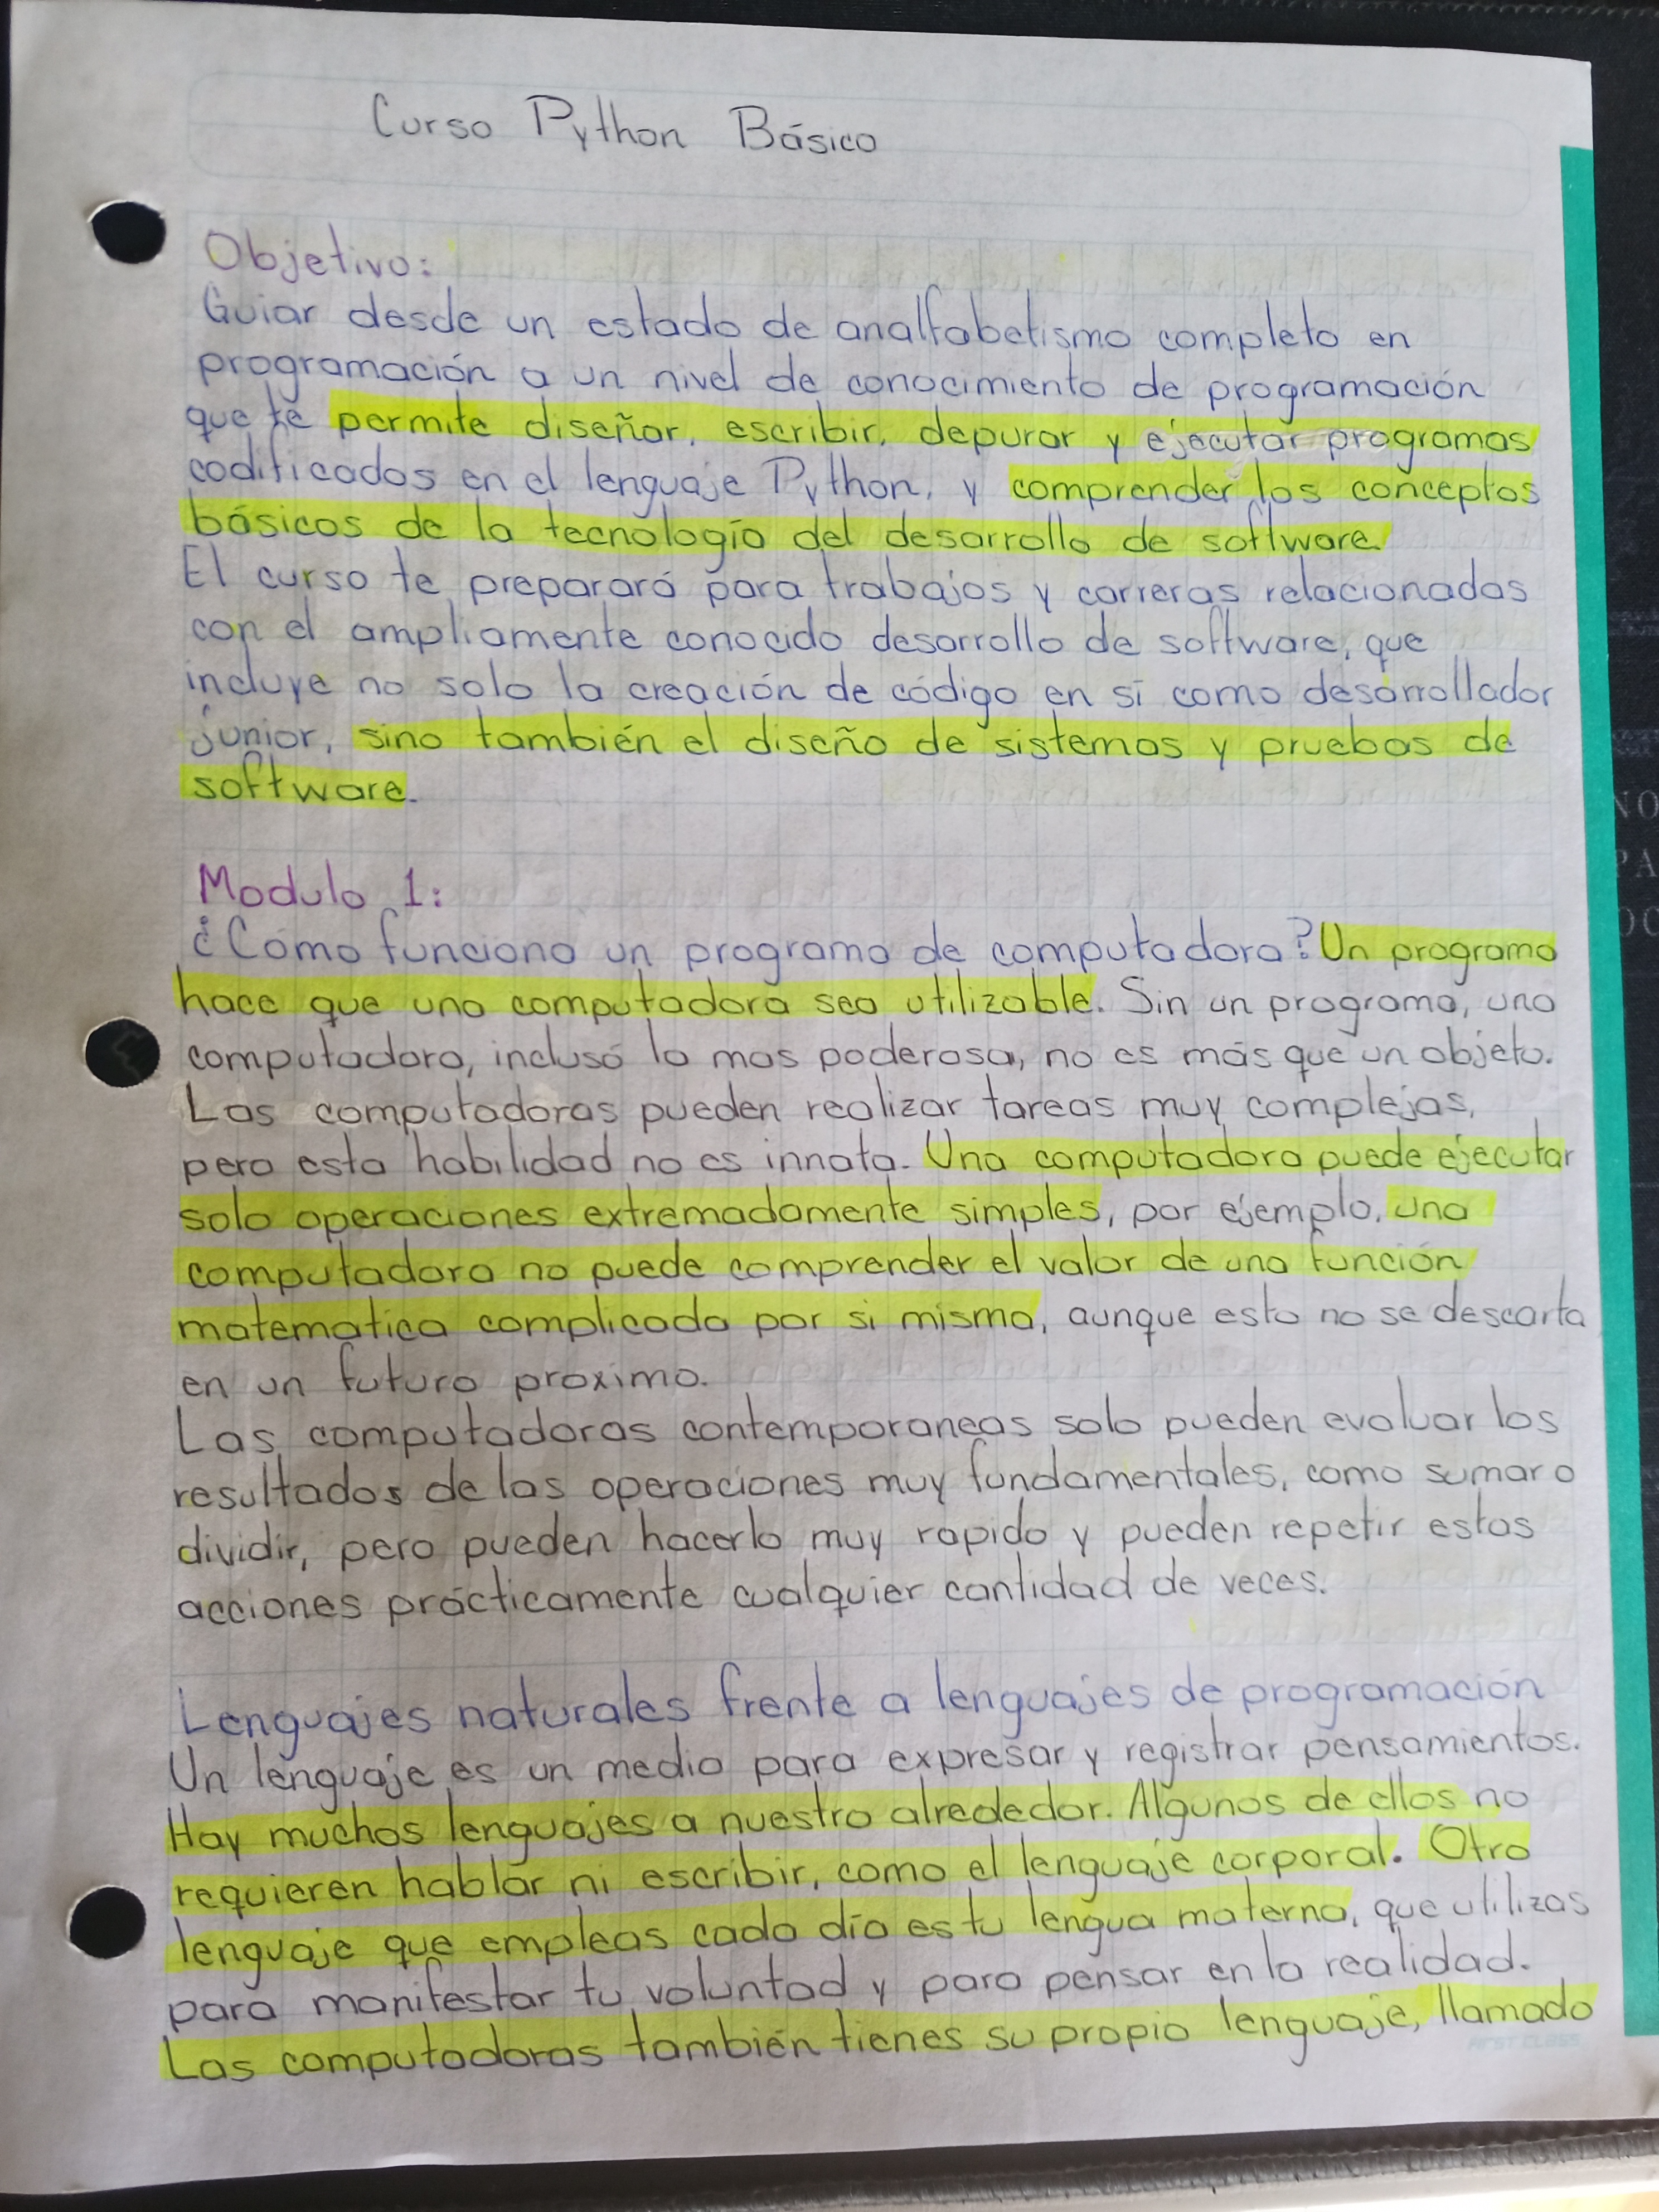 Curso Python Básico
Objetivo:
Guiar desde un estado de analfabetismo completo en
programación a un nivel de conocimiento de programación
que te permite diseñar, escribir, depurar y ejecutar programas
codificados en el lenguaje Python, y comprender los conceptos
básicos de la tecnología del desarrollo de software.
El curso te preparará para trabajos y carreras relacionadas
con el ampliamente conocido desarrollo de software, que
incluye no solo la creación de código en sí como desarrollador
junior, sino también el diseño de sistemas y pruebas de
software.
Modulo 1:
¿Cómo funciona un programa de computadora? Un programa
hace que una computadora sea utilizable. Sin un programa, una
computadora, inclusó la mas poderosa, no es más que un objeto.
Las computadoras pueden realizar tareas muy complejas,
pero esta habilidad no es innata. Una computadora puede ejecutar
solo operaciones extremadamente simples, por ejemplo, una
computadora no puede comprender el valor de una función
matematica complicada por si misma, aunque esto no se descarta
en un futuro proximo.
Las computadoras contemporaneas solo pueden evaluar los
resultados de las operaciones muy fundamentales, como sumar o
dividir, pero pueden hacerlo muy rapido y pueden repetir estas
acciones prácticamente cualquier cantidad de veces.
Lenguajes naturales frente a lenguajes de programación
Un lenguaje es un medio para expresar y registrar pensamientos.
Hay muchos lenguajes a nuestro alrededor. Algunos de ellos no
requieren hablar ni escribir, como el lenguaje corporal. Otro
lenguaje que empleas cada día es tu lengua materna, que utilizas
para manifestar tu voluntad y para pensar en la realidad.
Las computadoras también tienes su propio lenguaje, llamado